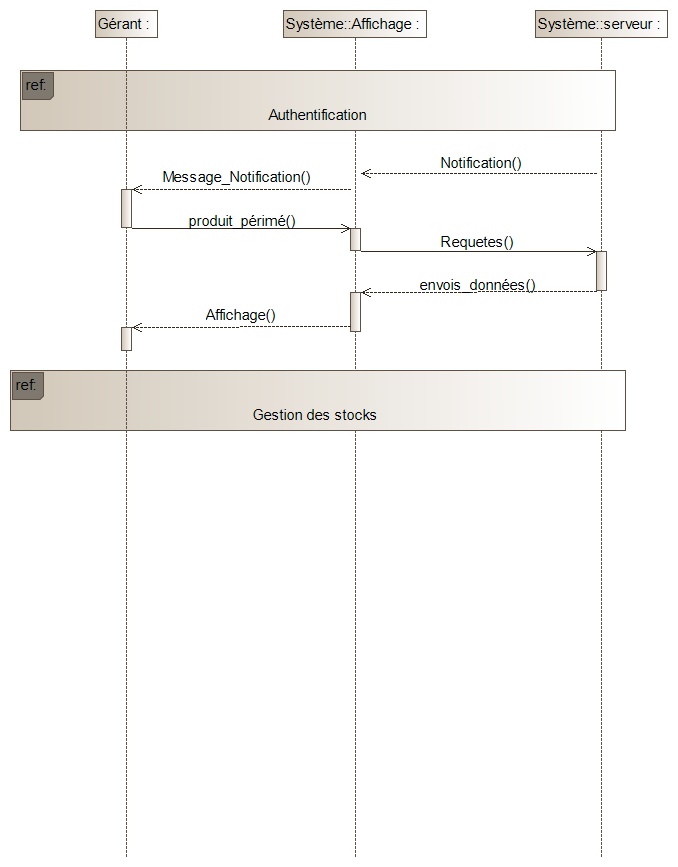 Gérant :
Système::Affichage :
Système::serveur :
ref:
Authentification
Notification()
Message_Notification()
produit_périmé()
Requetes()
envois_données()
Affichage()
ref:
Gestion des stocks